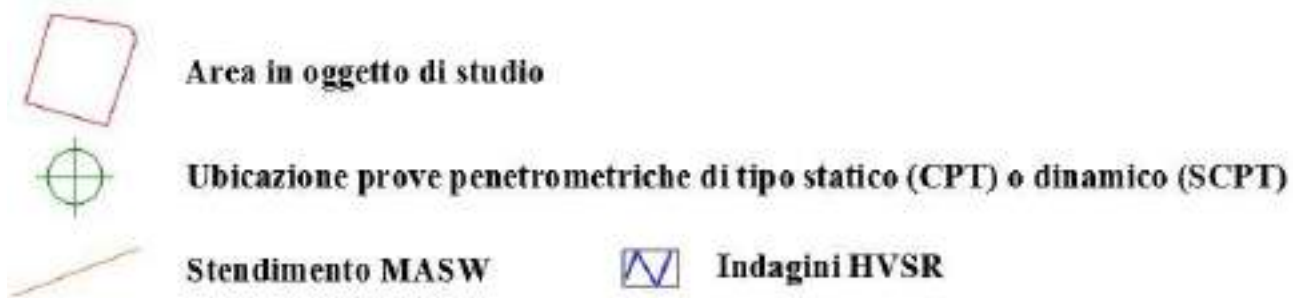 Area in oggetto di studio
Ubicazione prove penetrometriche di tipo statico (CPT) o dinamico (SCPT)
Stendimento MASW
Indagini HVSR